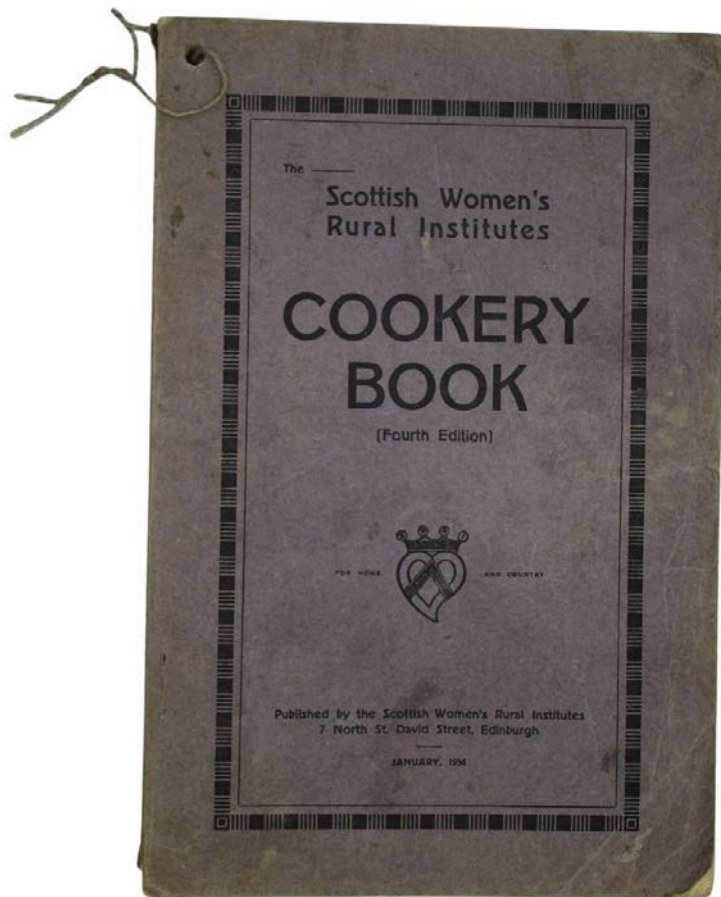 The
Scottish Women's
Rural Institutes
COOKERY
BOOK
(Fourth Edition)
FOR HOME AND COUNTRY
Published by the Scottish Women's Rural Institutes
7 North St. David Street, Edinburgh
JANUARY,